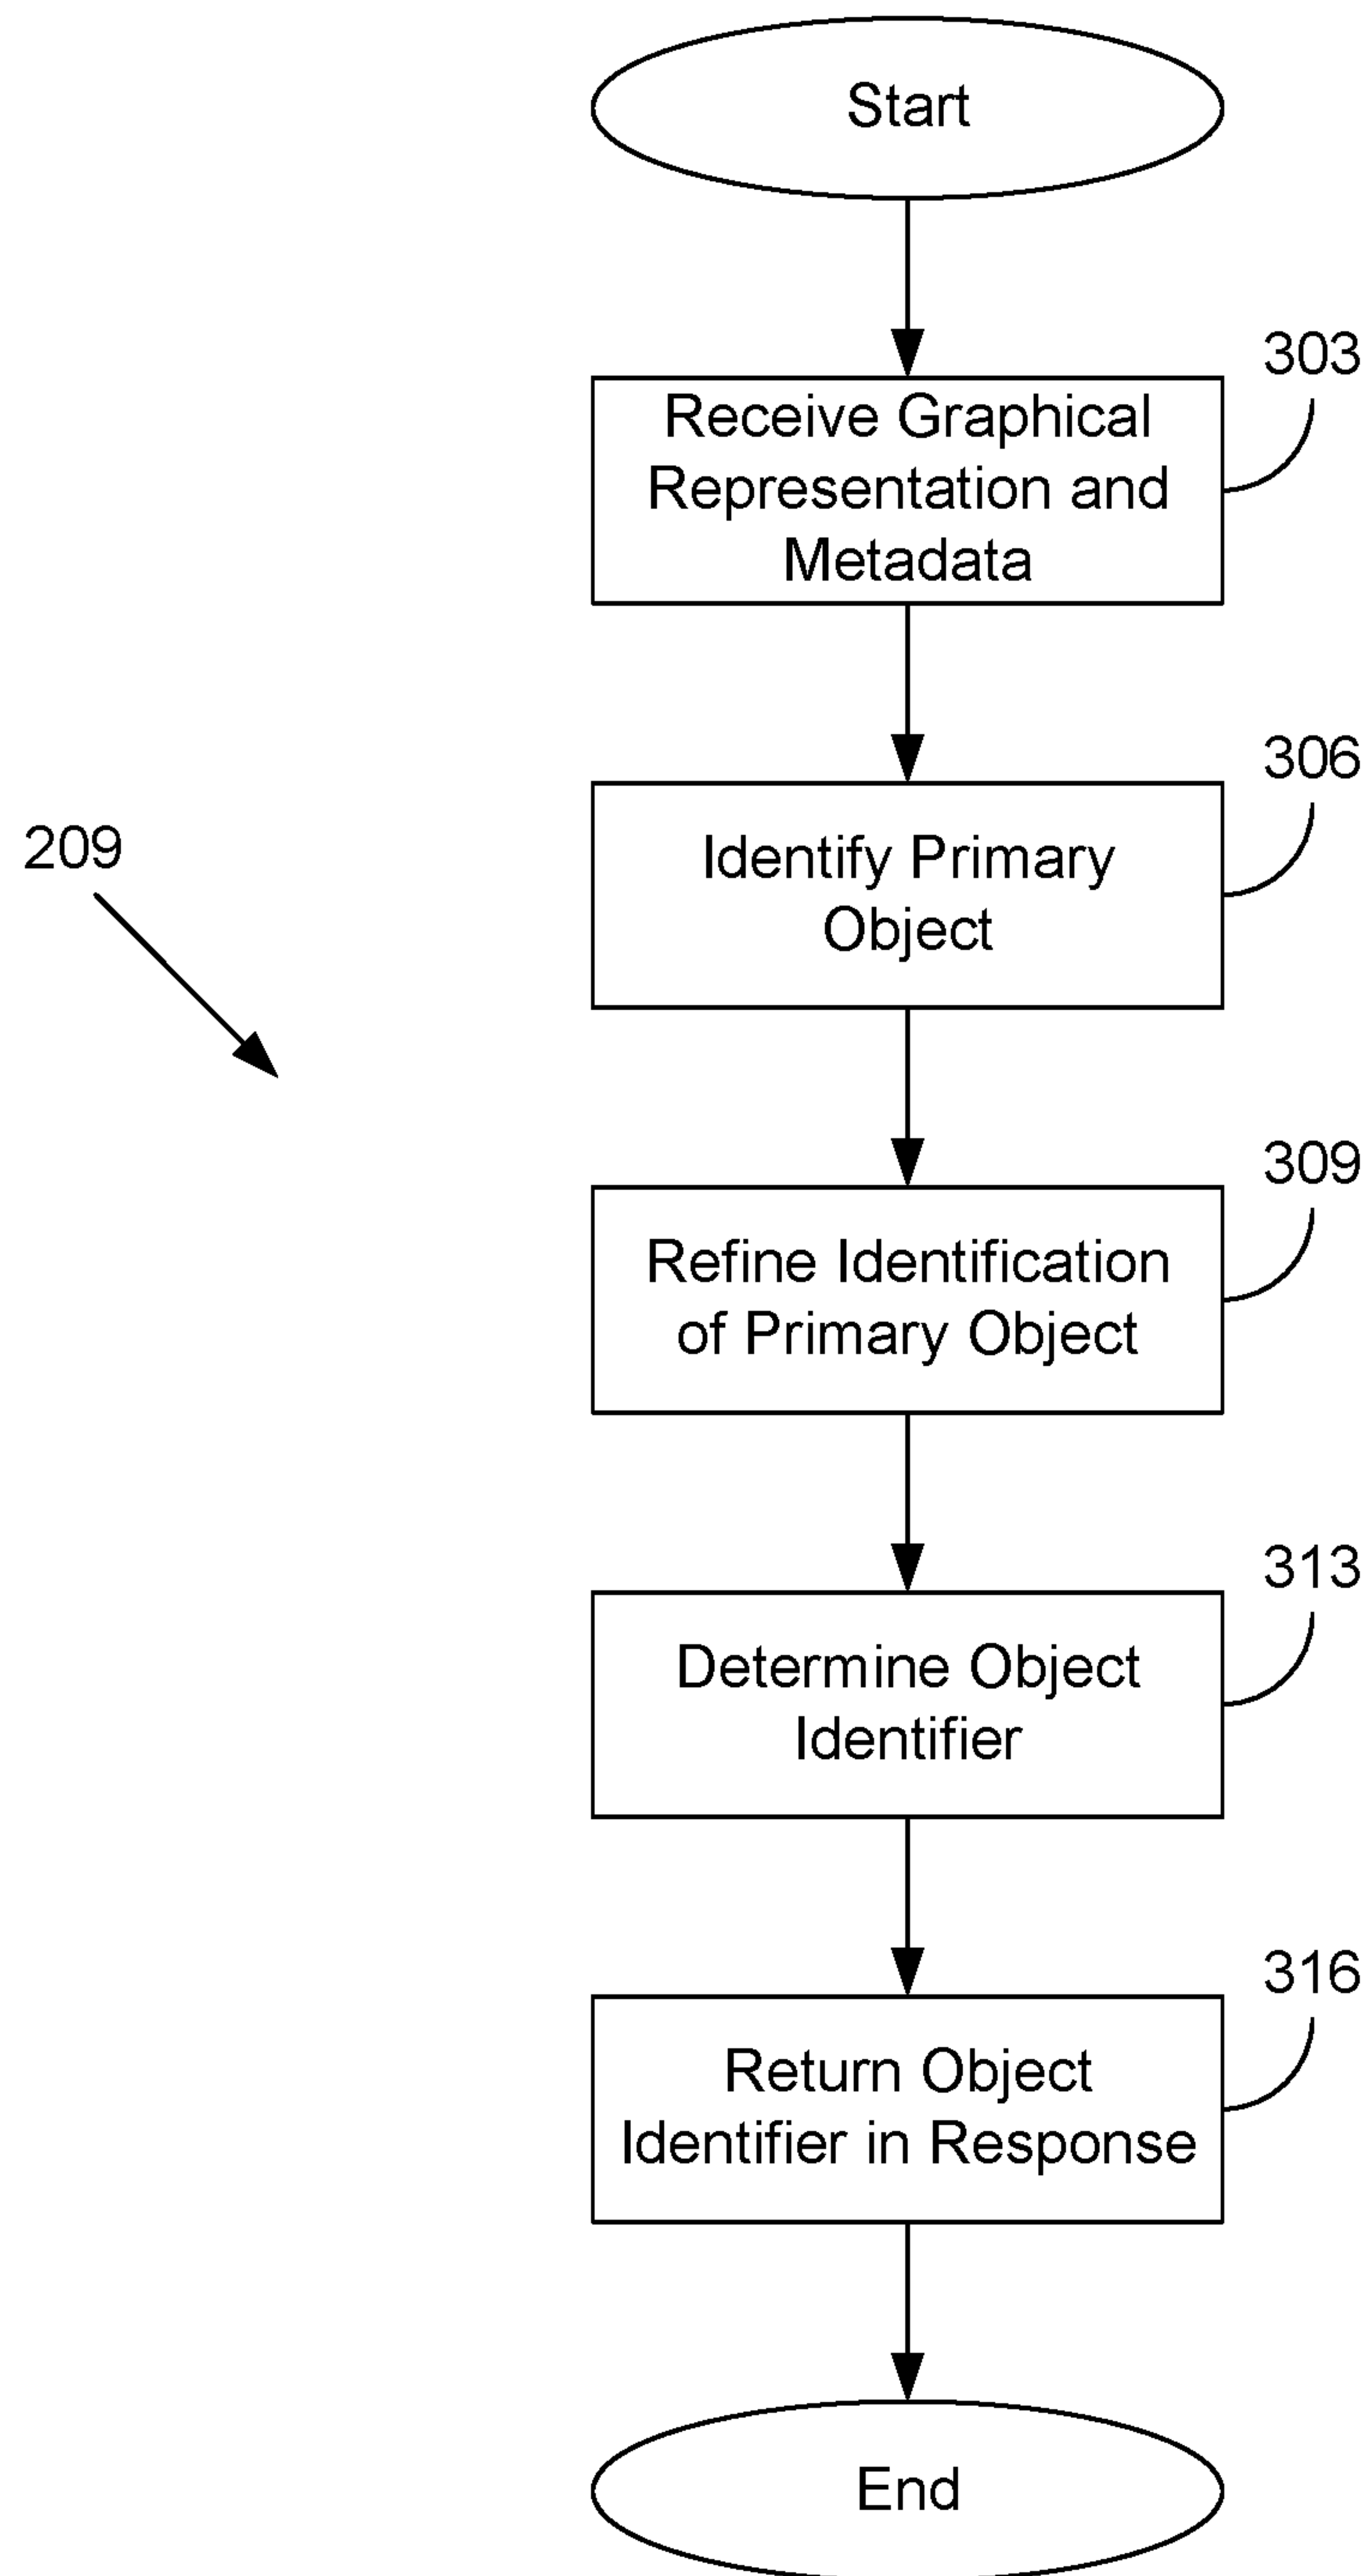 Start
303
Receive Graphical
Representation and
Metadata
306
Identify Primary
Object
209
309
Refine Identification
of Primary Object
313
Determine Object
Identifier
316
Return Object
Identifier in Response
End